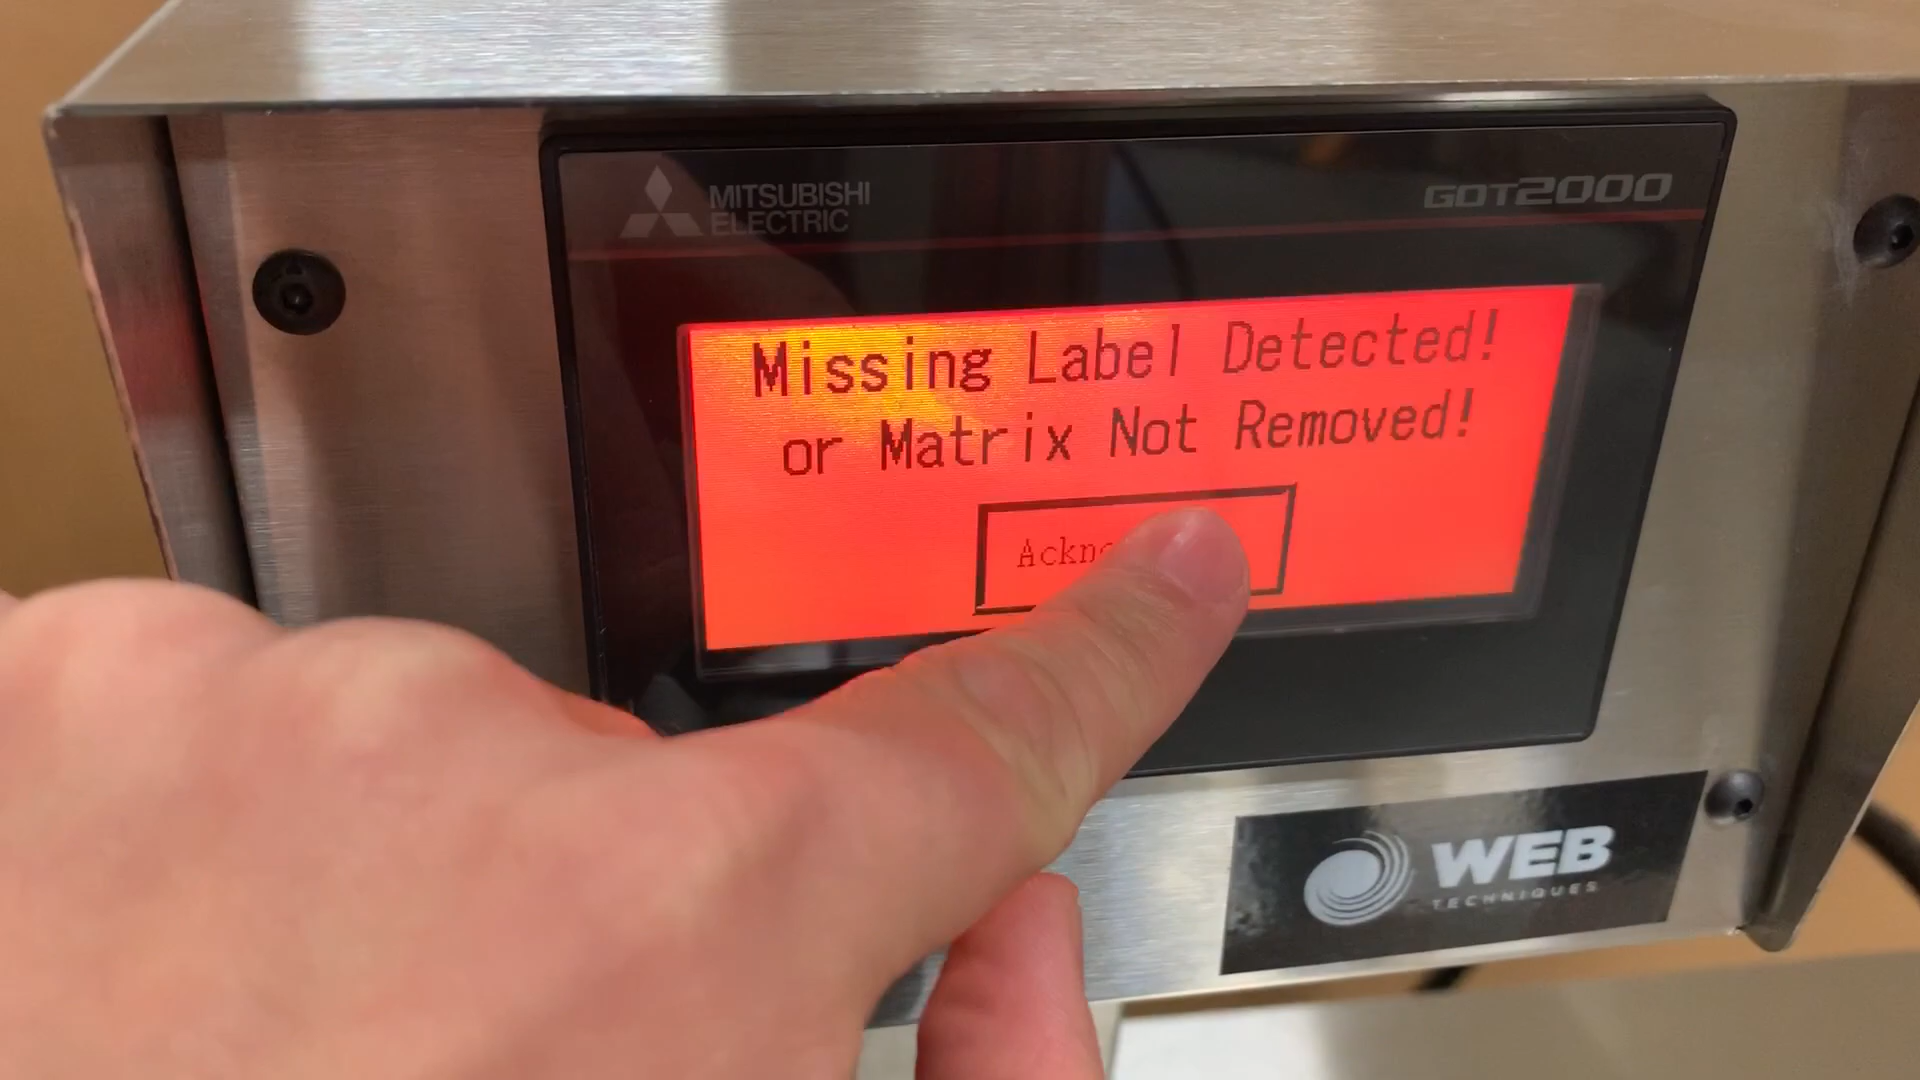 MITSUBISHI
ELECTRIC
GOT2000
Missing Label Detected!
or Matrix Not Removed!
WEB
TECHNIQUES